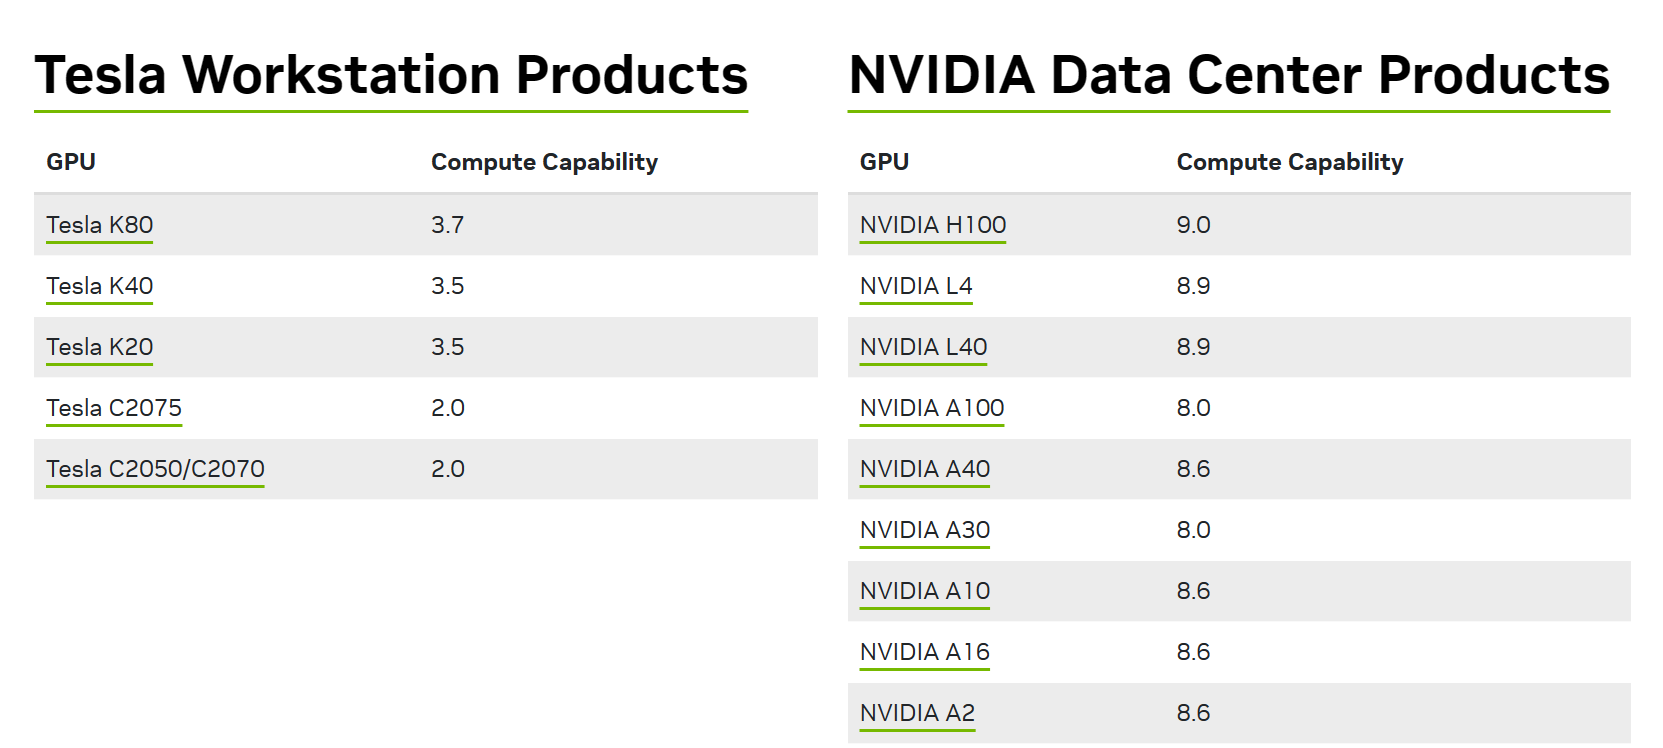 Tesla Workstation Products
GPU Compute Capability
Tesla K80 3.7
Tesla K40 3.5
Tesla K20 3.5
Tesla C2075 2.0
Tesla C2050/C2070 2.0
NVIDIA Data Center Products
GPU Compute Capability
NVIDIA H100 9.0
NVIDIA L4 8.9
NVIDIA L40 8.9
NVIDIA A100 8.0
NVIDIA A40 8.6
NVIDIA A30 8.0
NVIDIA A10 8.6
NVIDIA A16 8.6
NVIDIA A2 8.6